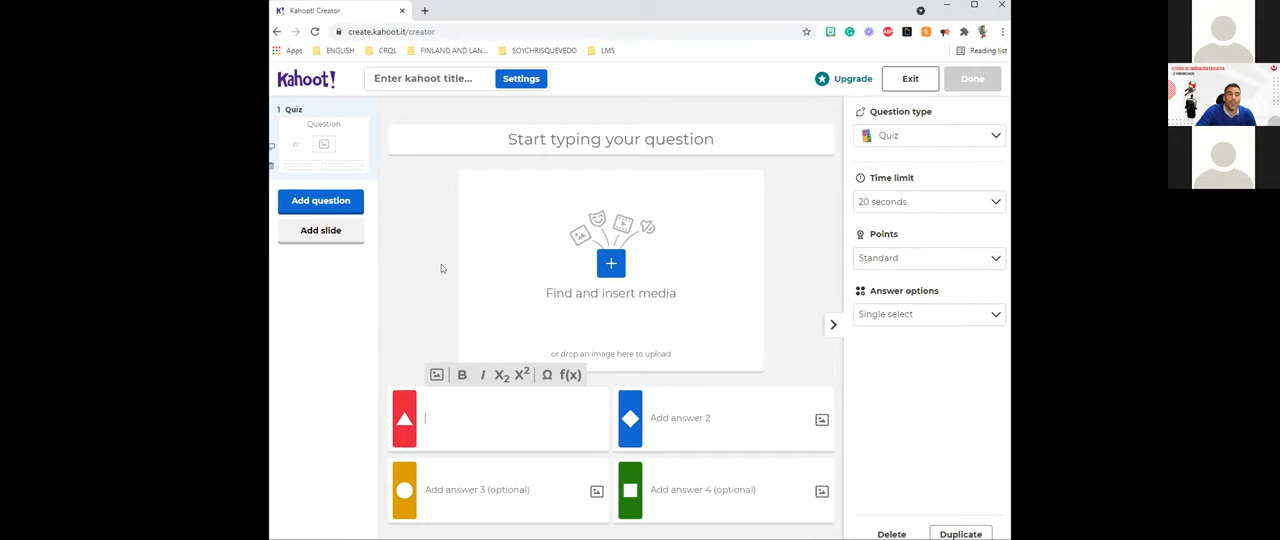 Kahoot! Creator
create.kahoot.it/creator
Apps
ENGLISH
CRQL
FINLAND AND LAN...
SOYCHRISQUEVEDO
LMS
Reading list
Kahoot!
Enter kahoot title...
Settings
Upgrade
Exit
Done
1 Quiz
Question
20
Add question
Add slide
Start typing your question
Find and insert media
or drop an image here to upload
B I X₂ X² Ω f(x)
Add answer 2
Add answer 3 (optional)
Add answer 4 (optional)
Question type
Quiz
Time limit
20 seconds
Points
Standard
Answer options
Single select
Delete
Duplicate